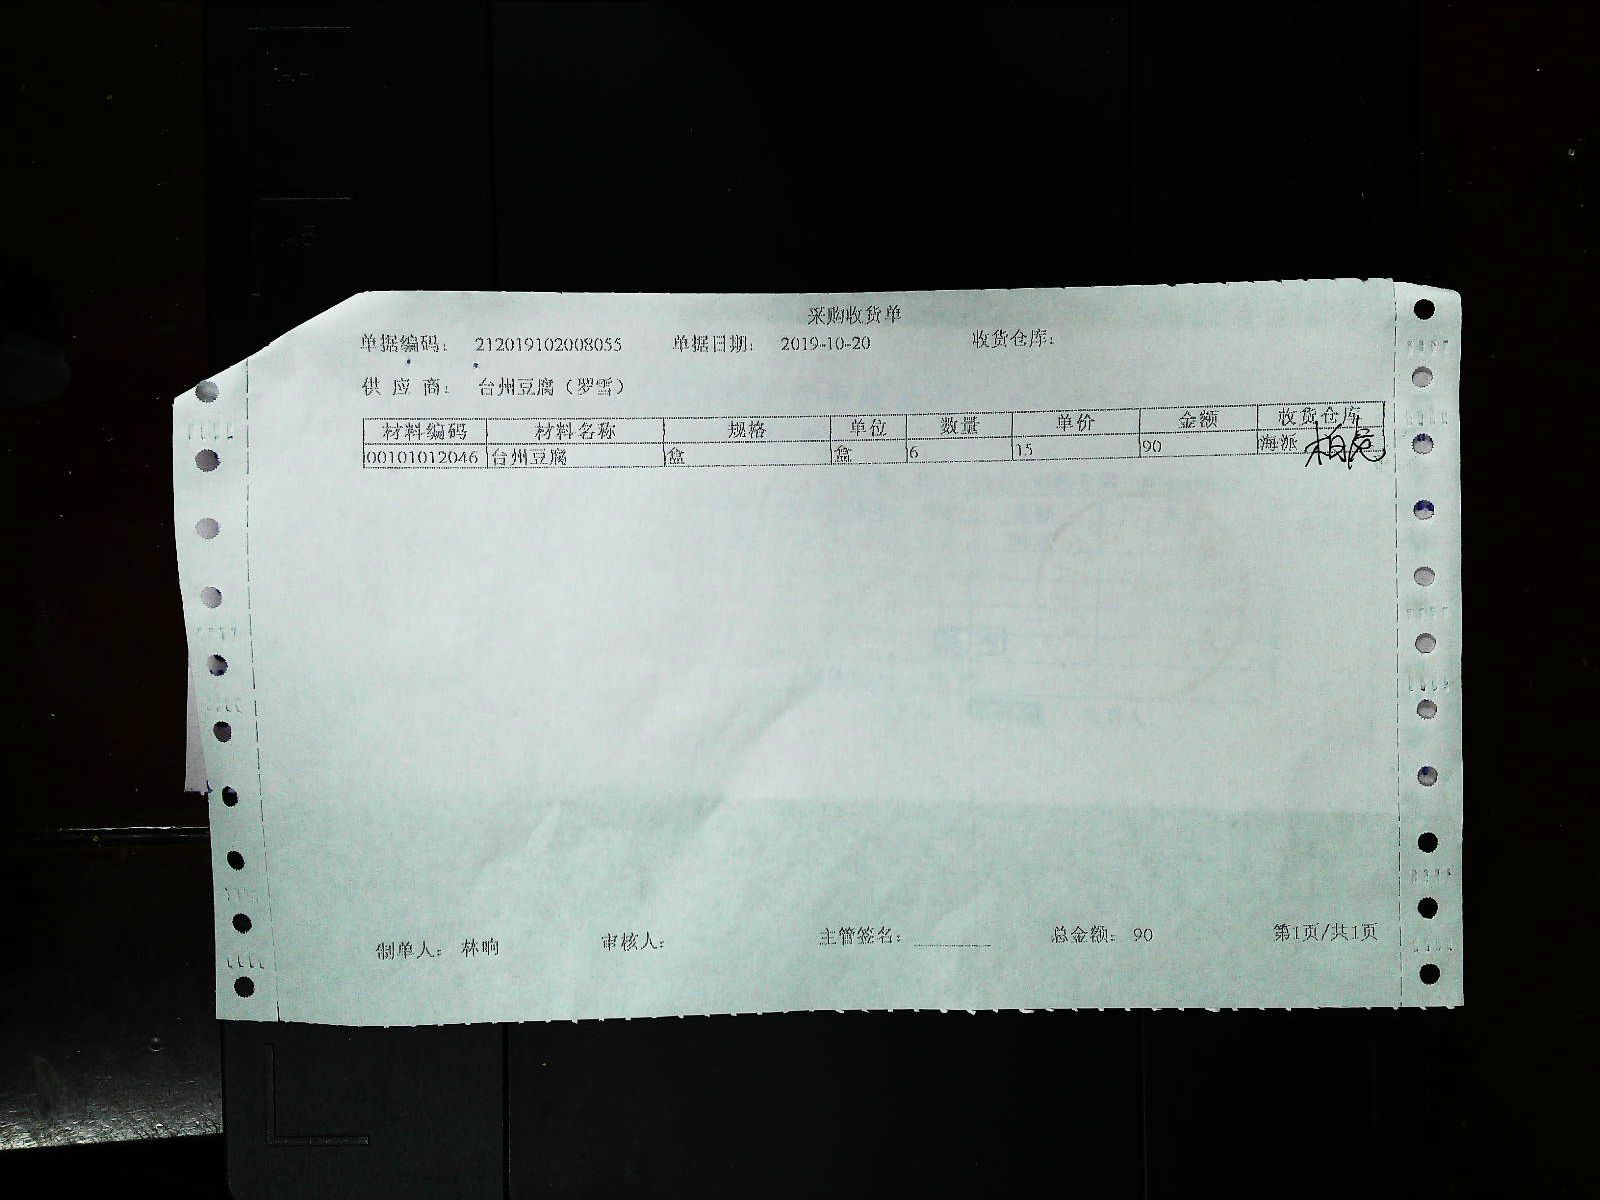 采购收货单
单据编码: 212019102008055 单据日期: 2019-10-20 收货仓库:
供 应 商: 台州豆腐（罗雪）
材料编码 材料名称 规格 单位 数量 单价 金额 收货仓库
00101012046 台州豆腐 盒 盒 6 15 90 海派
制单人: 林晌 审核人: 主管签名: 总金额: 90 第1页/共1页